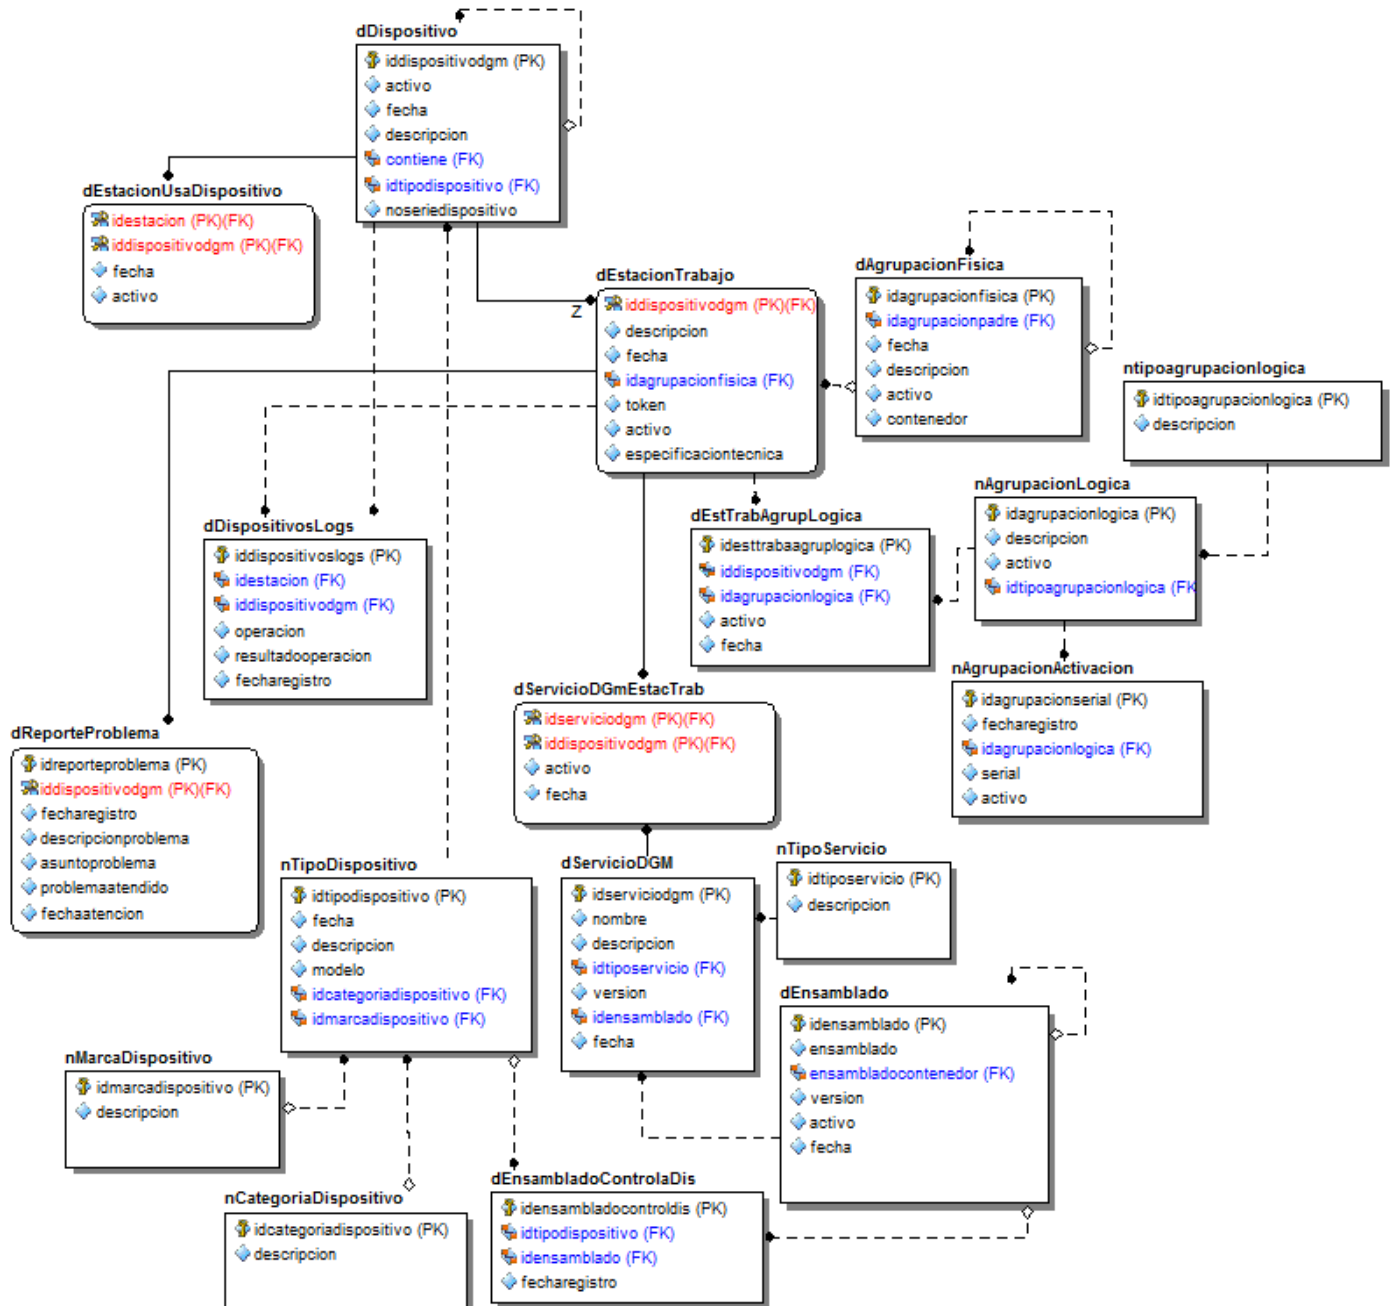 dDispositivo
iddispositivodgm (PK)
activo
fecha
descripcion
contiene (FK)
idtipodispositivo (FK)
noseriedispositivo
dEstacionUsaDispositivo
idestacion (PK)(FK)
iddispositivodgm (PK)(FK)
fecha
activo
dEstacionTrabajo
Z
iddispositivodgm (PK)(FK)
descripcion
fecha
idagrupacionfisica (FK)
token
activo
especificaciontecnica
dAgrupacionFisica
idagrupacionfisica (PK)
idagrupacionpadre (FK)
fecha
descripcion
activo
contenedor
ntipoagrupacionlogica
idtipoagrupacionlogica (PK)
descripcion
nAgrupacionLogica
idagrupacionlogica (PK)
descripcion
activo
idtipoagrupacionlogica (FK
dEstTrabAgrupLogica
idesttrabaagruplogica (PK)
iddispositivodgm (FK)
idagrupacionlogica (FK)
activo
fecha
dDispositivosLogs
iddispositivoslogs (PK)
idestacion (FK)
iddispositivodgm (FK)
operacion
resultadooperacion
fecharegistro
nAgrupacionActivacion
idagrupacionserial (PK)
fecharegistro
idagrupacionlogica (FK)
serial
activo
dServicioDGmEstacTrab
idserviciodgm (PK)(FK)
iddispositivodgm (PK)(FK)
activo
fecha
dReporteProblema
idreporteproblema (PK)
iddispositivodgm (PK)(FK)
fecharegistro
descripcionproblema
asuntoproblema
problemaatendido
fechaatencion
nTipoDispositivo
idtipodispositivo (PK)
fecha
descripcion
modelo
idcategoriadispositivo (FK)
idmarcadispositivo (FK)
dServicioDGM
idserviciodgm (PK)
nombre
descripcion
idtiposervicio (FK)
version
idensamblado (FK)
fecha
nTipoServicio
idtiposervicio (PK)
descripcion
dEnsamblado
idensamblado (PK)
ensamblado
ensambladocontenedor (FK)
version
activo
fecha
nMarcaDispositivo
idmarcadispositivo (PK)
descripcion
nCategoriaDispositivo
idcategoriadispositivo (PK)
descripcion
dEnsambladoControlaDis
idensambladocontroldis (PK)
idtipodispositivo (FK)
idensamblado (FK)
fecharegistro